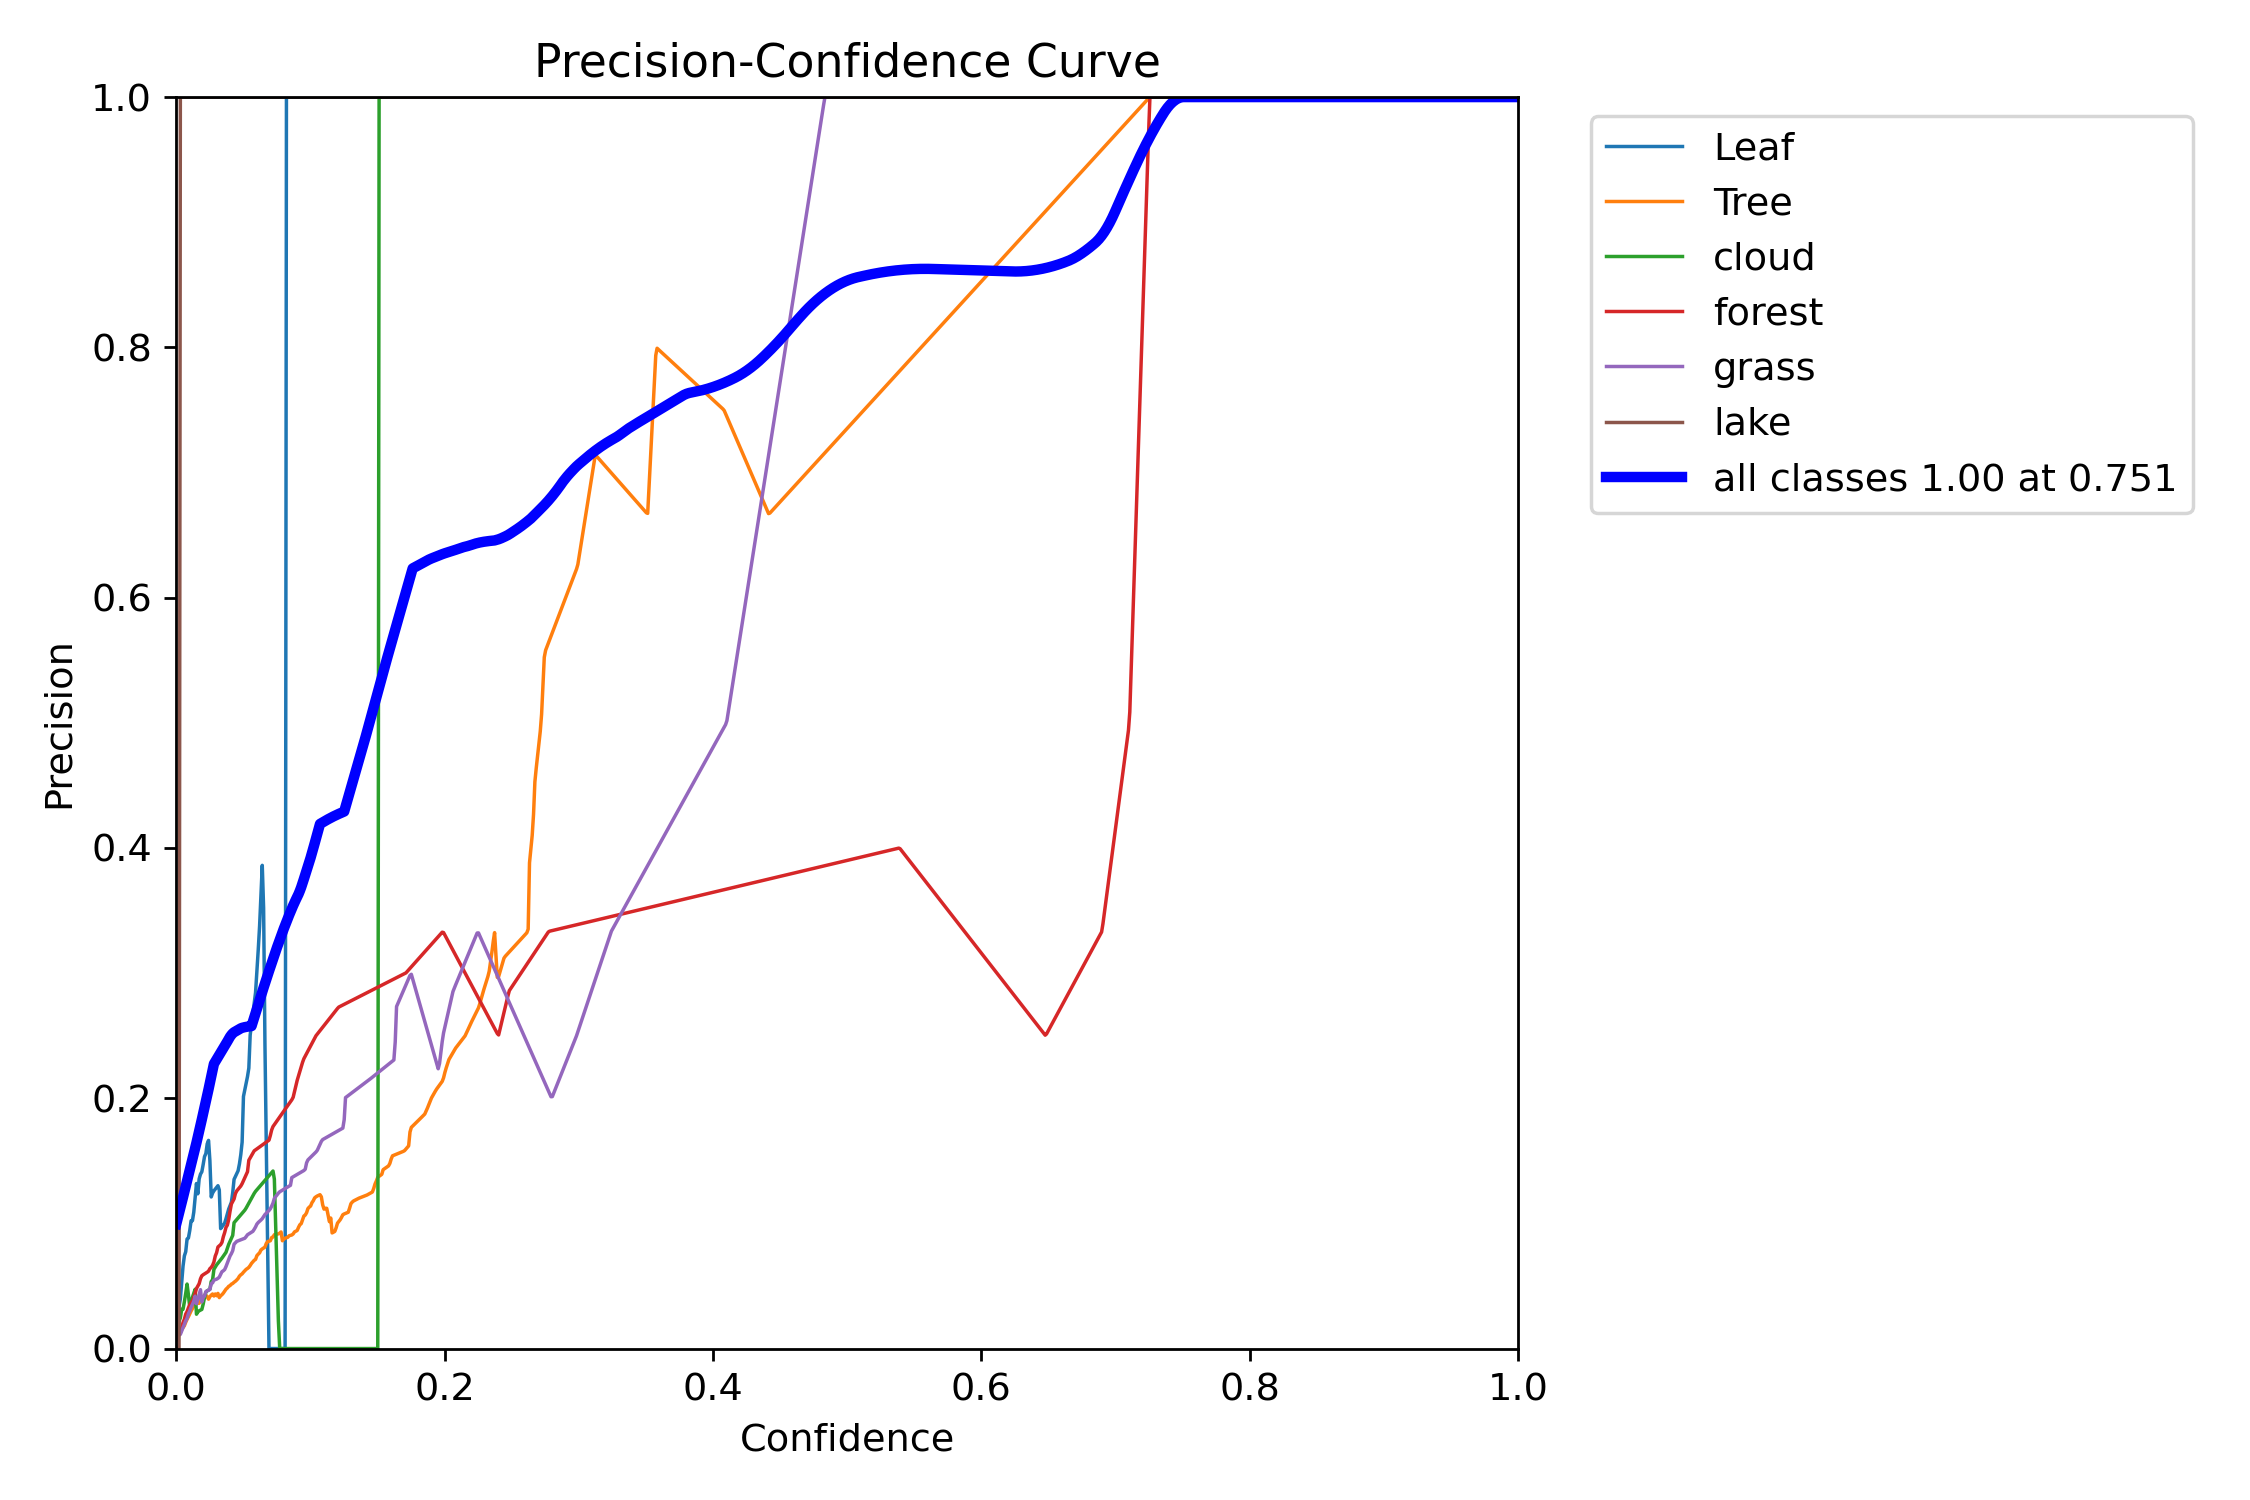 Precision-Confidence Curve
1.0
0.8
0.6
0.4
0.2
0.0
Precision
0.0 0.2 0.4 0.6 0.8 1.0
Confidence
Leaf
Tree
cloud
forest
grass
lake
all classes 1.00 at 0.751